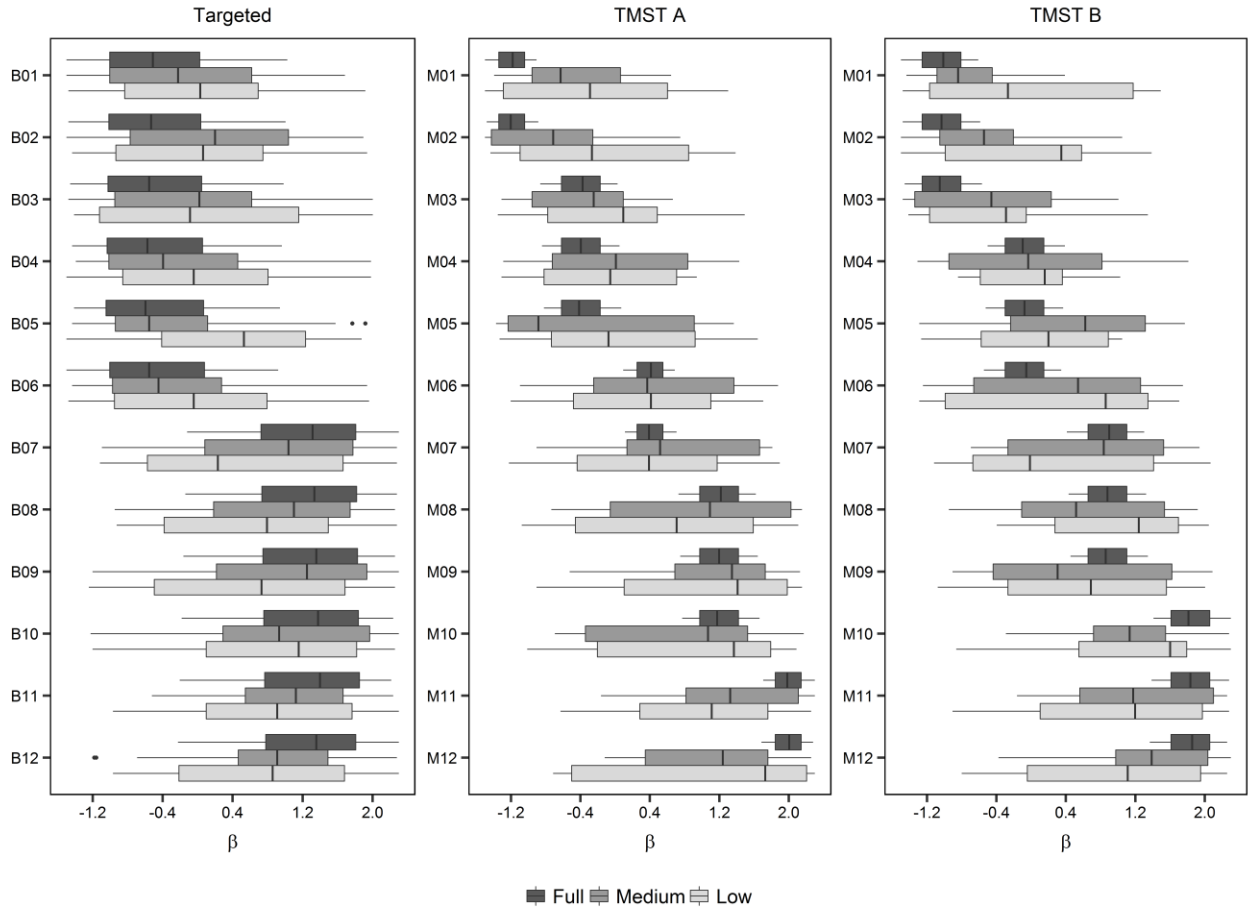 Targeted
TMST A
TMST B
B01
B02
B03
B04
B05
B06
B07
B08
B09
B10
B11
B12
-1.2 -0.4 0.4 1.2 2.0
β
M01
M02
M03
M04
M05
M06
M07
M08
M09
M10
M11
M12
-1.2 -0.4 0.4 1.2 2.0
β
M01
M02
M03
M04
M05
M06
M07
M08
M09
M10
M11
M12
-1.2 -0.4 0.4 1.2 2.0
β
Full Medium Low